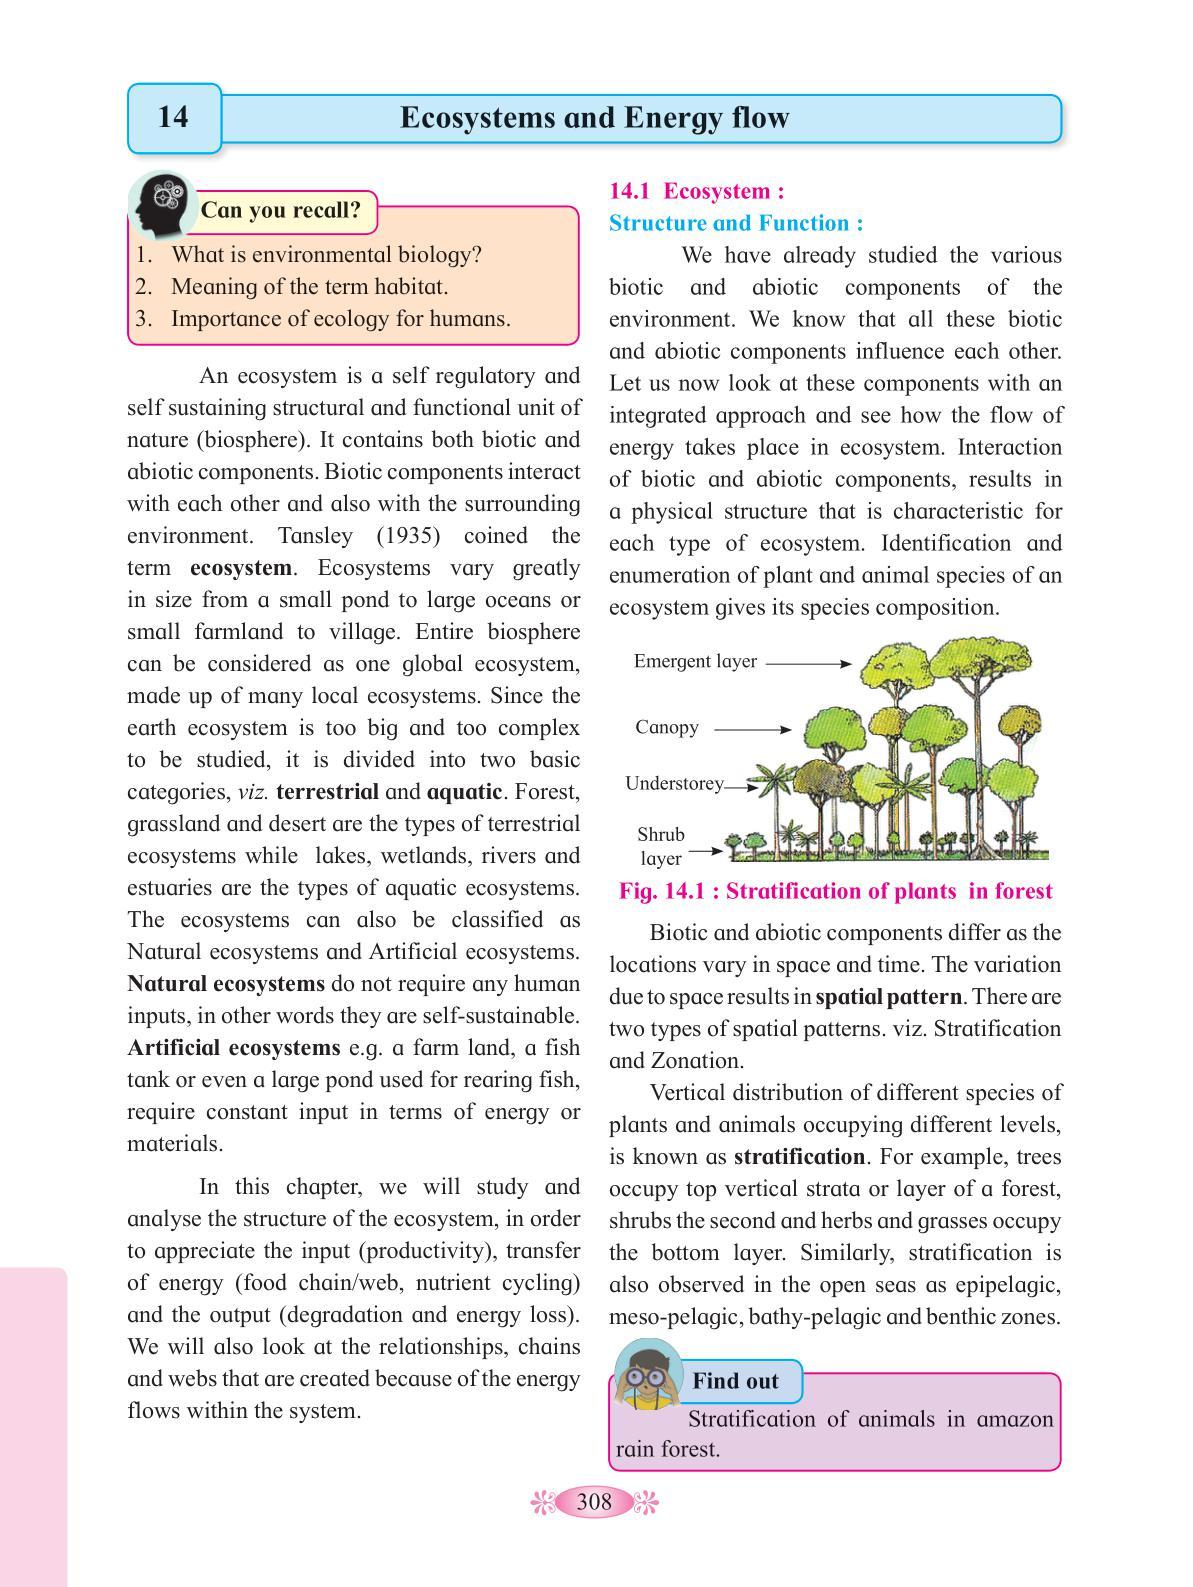 14
Ecosystems and Energy flow
Can you recall?
1. What is environmental biology?
2. Meaning of the term habitat.
3. Importance of ecology for humans.
An ecosystem is a self regulatory and
self sustaining structural and functional unit of
nature (biosphere). It contains both biotic and
abiotic components. Biotic components interact
with each other and also with the surrounding
environment. Tansley (1935) coined the
term ecosystem. Ecosystems vary greatly
in size from a small pond to large oceans or
small farmland to village. Entire biosphere
can be considered as one global ecosystem,
made up of many local ecosystems. Since the
earth ecosystem is too big and too complex
to be studied, it is divided into two basic
categories, viz. terrestrial and aquatic. Forest,
grassland and desert are the types of terrestrial
ecosystems while lakes, wetlands, rivers and
estuaries are the types of aquatic ecosystems.
The ecosystems can also be classified as
Natural ecosystems and Artificial ecosystems.
Natural ecosystems do not require any human
inputs, in other words they are self-sustainable.
Artificial ecosystems e.g. a farm land, a fish
tank or even a large pond used for rearing fish,
require constant input in terms of energy or
materials.
In this chapter, we will study and
analyse the structure of the ecosystem, in order
to appreciate the input (productivity), transfer
of energy (food chain/web, nutrient cycling)
and the output (degradation and energy loss).
We will also look at the relationships, chains
and webs that are created because of the energy
flows within the system.
14.1 Ecosystem :
Structure and Function :
We have already studied the various
biotic and abiotic components of the
environment. We know that all these biotic
and abiotic components influence each other.
Let us now look at these components with an
integrated approach and see how the flow of
energy takes place in ecosystem. Interaction
of biotic and abiotic components, results in
a physical structure that is characteristic for
each type of ecosystem. Identification and
enumeration of plant and animal species of an
ecosystem gives its species composition.
Emergent layer
Canopy
Understorey
Shrub
layer
Fig. 14.1 : Stratification of plants in forest
Biotic and abiotic components differ as the
locations vary in space and time. The variation
due to space results in spatial pattern. There are
two types of spatial patterns. viz. Stratification
and Zonation.
Vertical distribution of different species of
plants and animals occupying different levels,
is known as stratification. For example, trees
occupy top vertical strata or layer of a forest,
shrubs the second and herbs and grasses occupy
the bottom layer. Similarly, stratification is
also observed in the open seas as epipelagic,
meso-pelagic, bathy-pelagic and benthic zones.
Find out
Stratification of animals in amazon
rain forest.
308